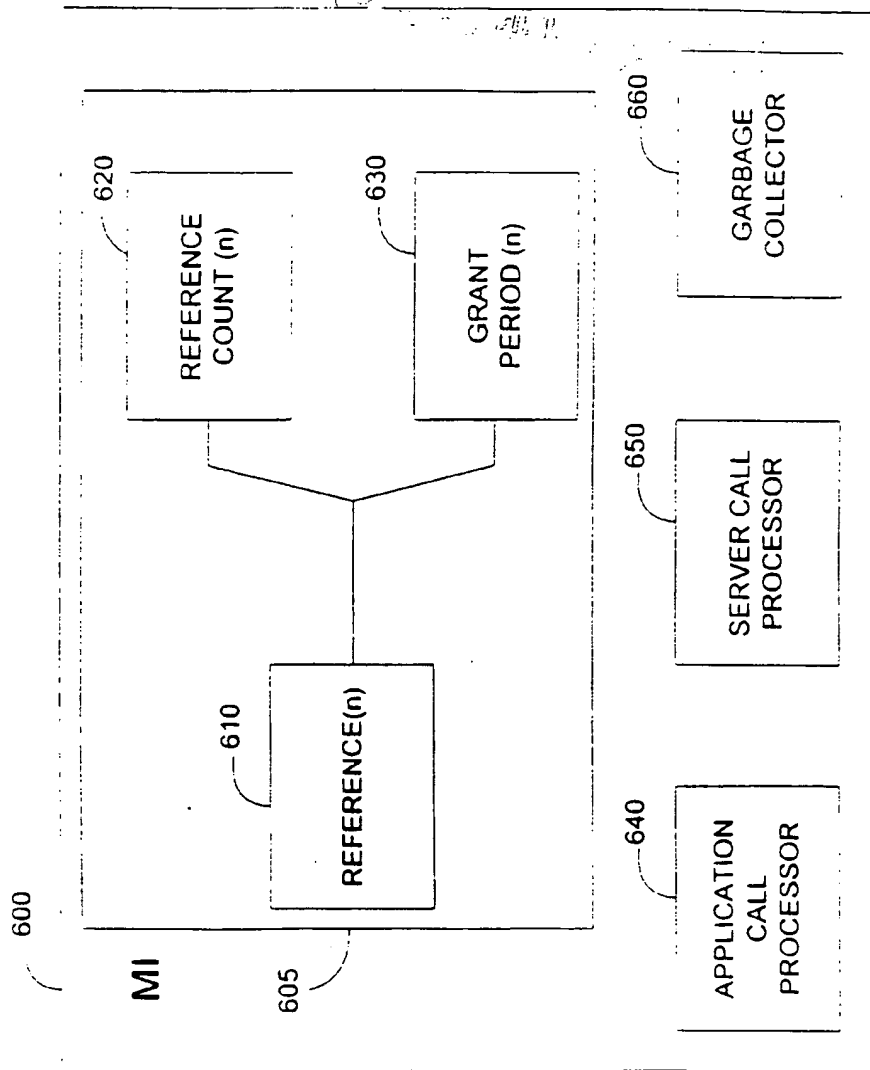 600
MI
605
610
REFERENCE(n)
620
REFERENCE
COUNT (n)
630
GRANT
PERIOD (n)
640
APPLICATION
CALL
PROCESSOR
650
SERVER CALL
PROCESSOR
660
GARBAGE
COLLECTOR